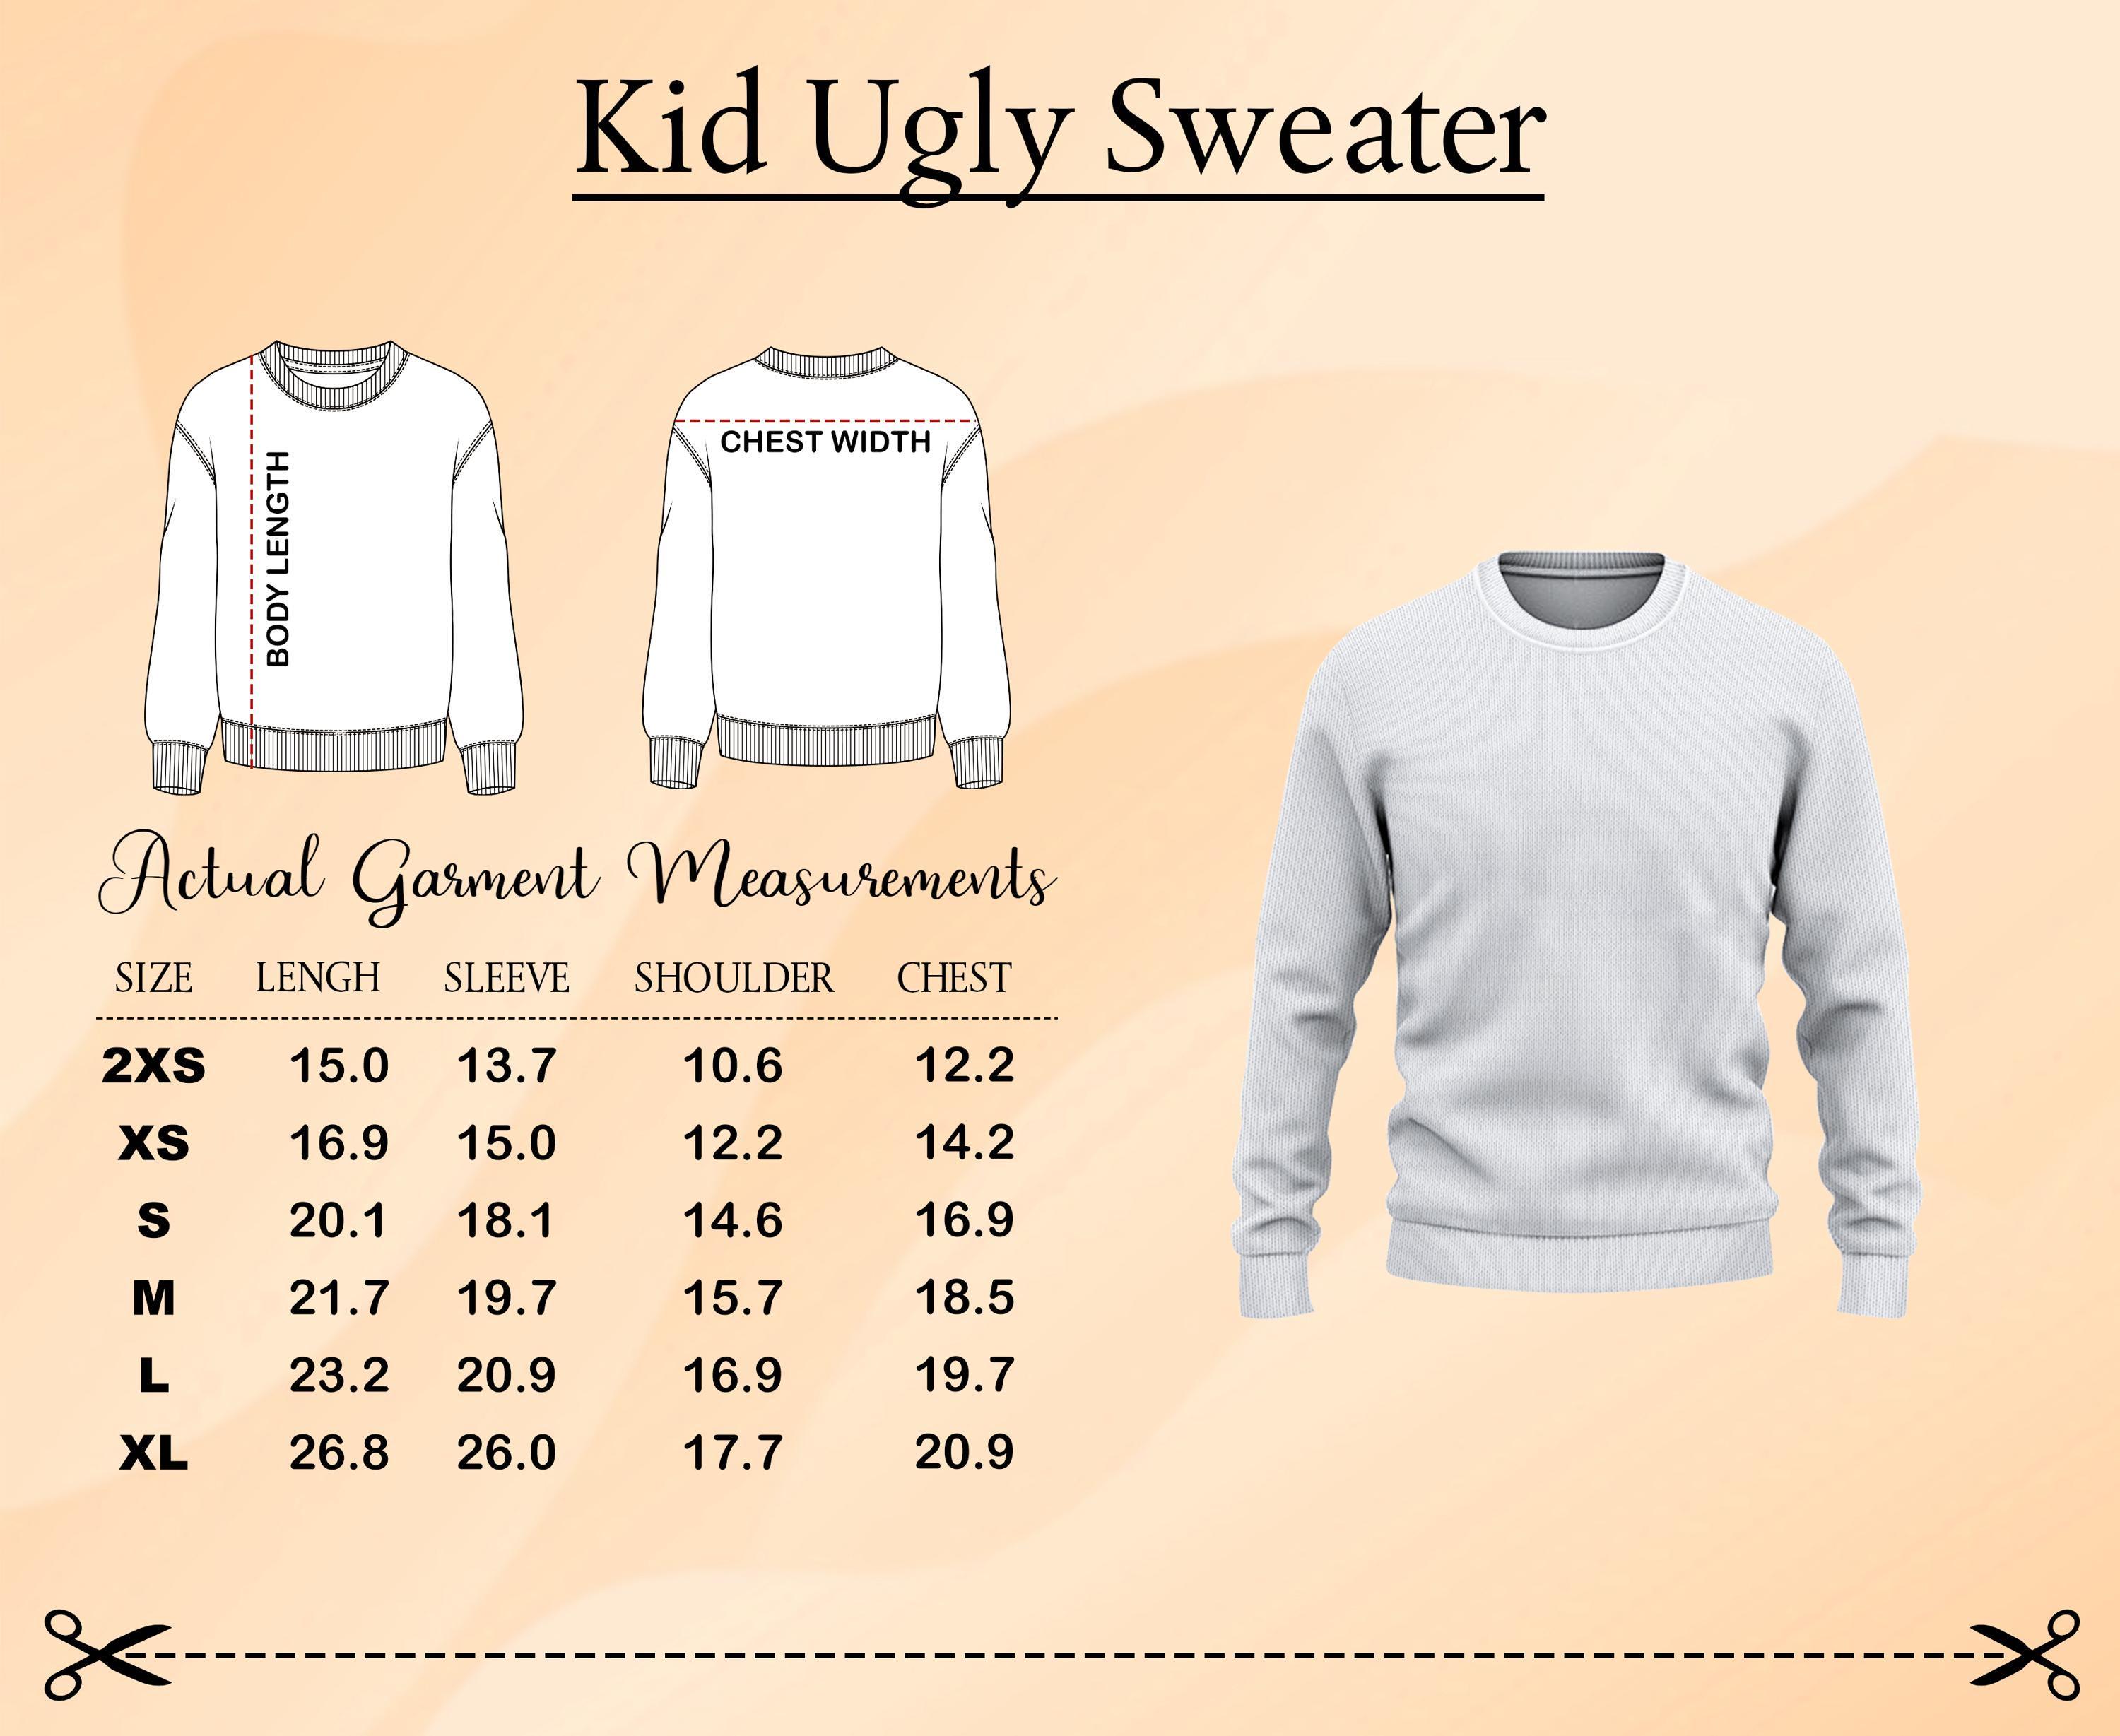 Kid Ugly Sweater
BODY LENGTH
CHEST WIDTH
Actual Garment Measurements
SIZE LENGH SLEEVE SHOULDER CHEST
2XS 15.0 13.7 10.6 12.2
XS 16.9 15.0 12.2 14.2
S 20.1 18.1 14.6 16.9
M 21.7 19.7 15.7 18.5
L 23.2 20.9 16.9 19.7
XL 26.8 26.0 17.7 20.9